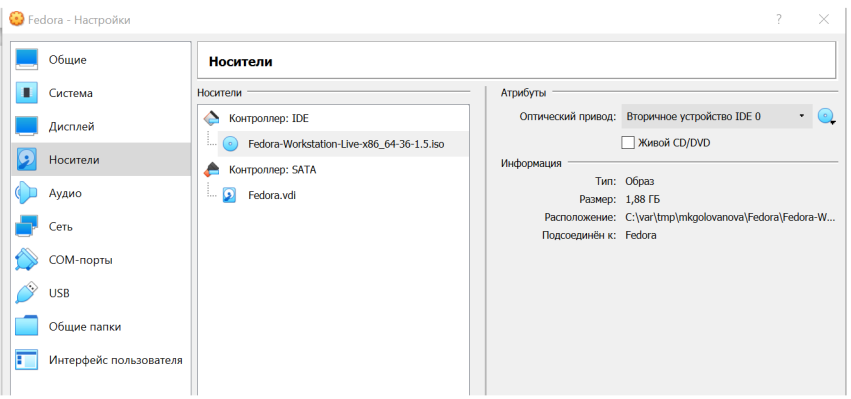 Fedora - Настройки
?
Общие
Система
Дисплей
Носители
Аудио
Сеть
COM-порты
USB
Общие папки
Интерфейс пользователя
Носители
Носители
Контроллер: IDE
Fedora-Workstation-Live-x86_64-36-1.5.iso
Контроллер: SATA
Fedora.vdi
Атрибуты
Оптический привод: Вторичное устройство IDE 0
Живой CD/DVD
Информация
Тип: Образ
Размер: 1,88 ГБ
Расположение: C:\var\tmp\mkgolovanova\Fedora\Fedora-W...
Подсоединён к: Fedora